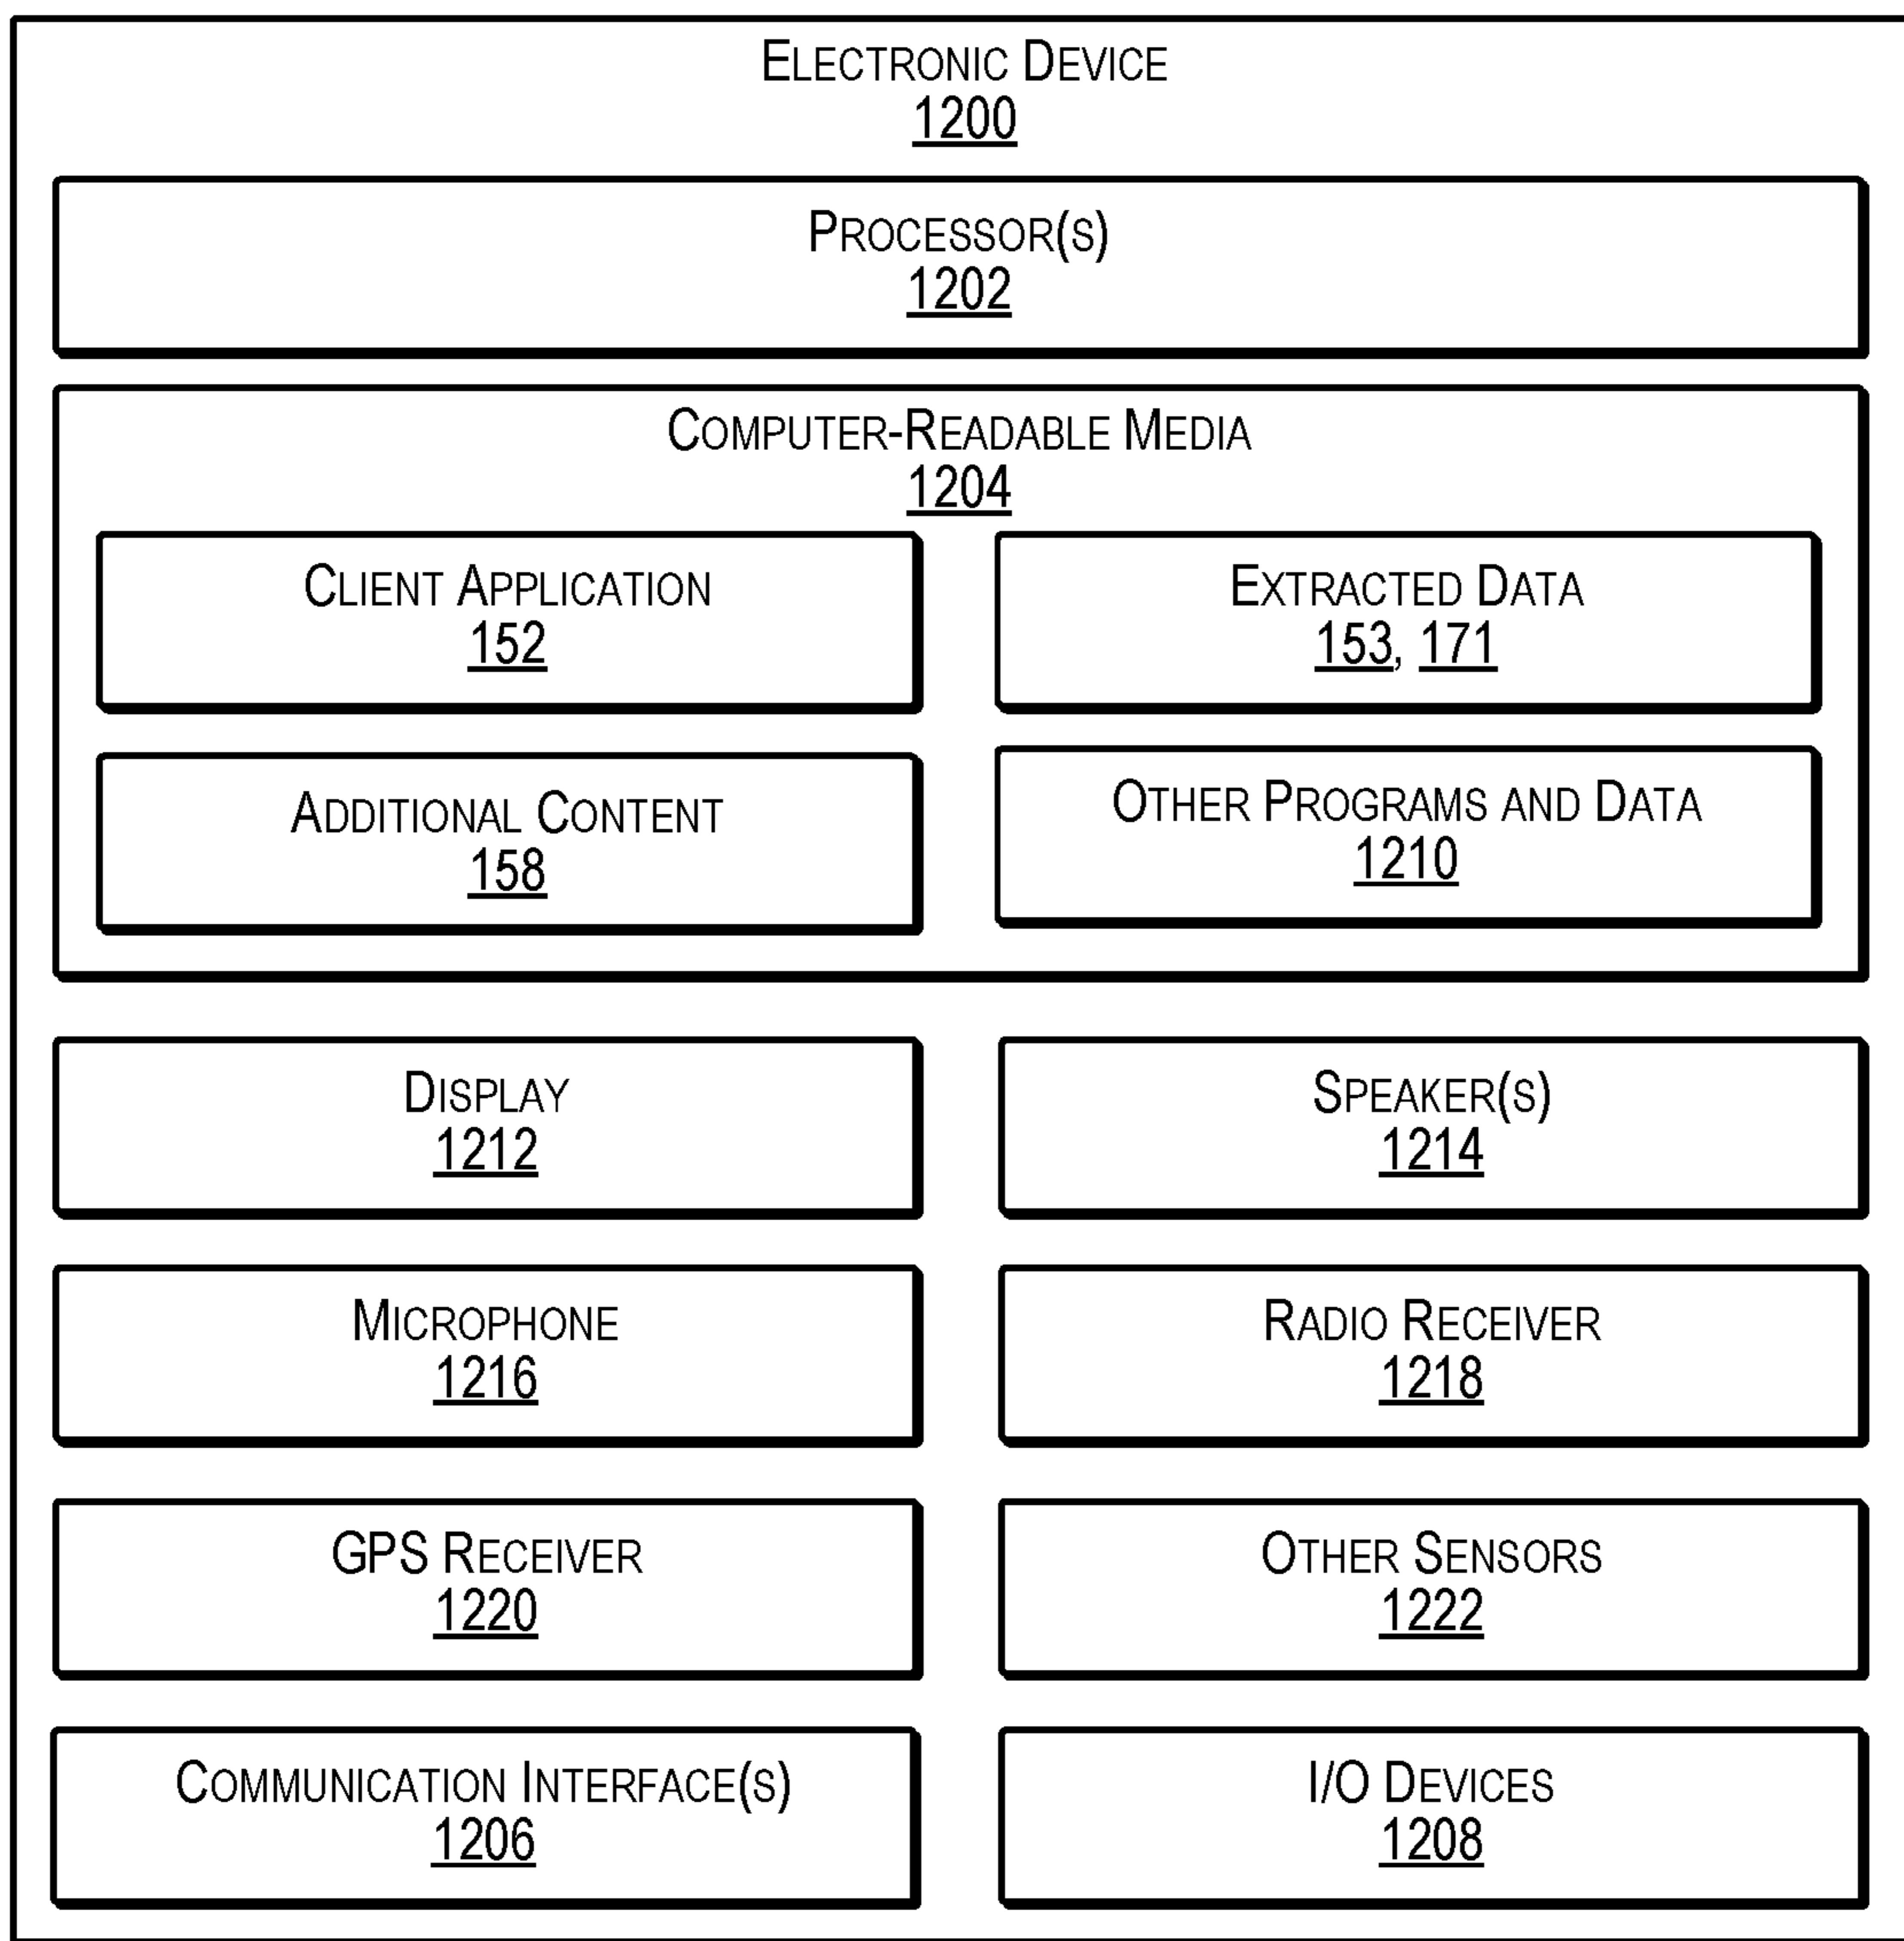 Electronic Device
1200
Processor(s)
1202
Computer-Readable Media
1204
Client Application
152
Extracted Data
153, 171
Additional Content
158
Other Programs and Data
1210
Display
1212
Speaker(s)
1214
Microphone
1216
Radio Receiver
1218
GPS Receiver
1220
Other Sensors
1222
Communication Interface(s)
1206
I/O Devices
1208